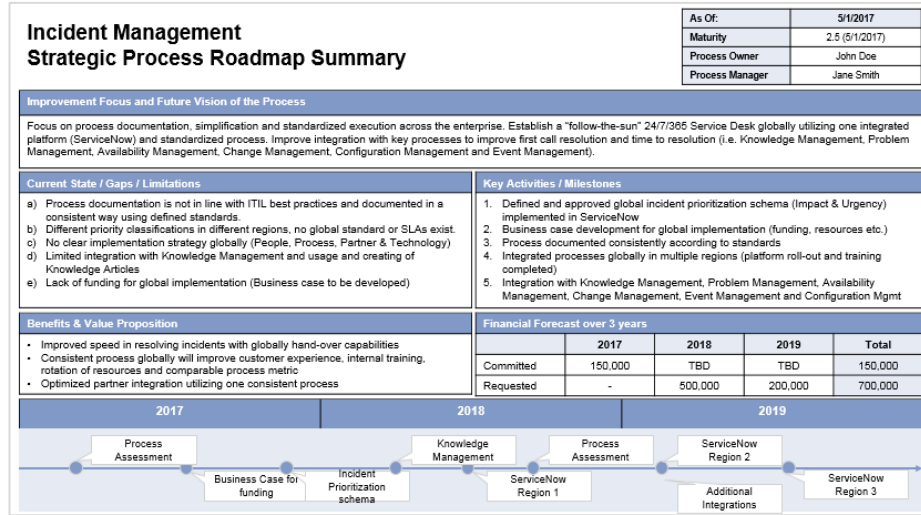 Incident Management
Strategic Process Roadmap Summary
As Of: 5/1/2017
Maturity 2.5 (5/1/2017)
Process Owner John Doe
Process Manager Jane Smith
Improvement Focus and Future Vision of the Process
Focus on process documentation, simplification and standardized execution across the enterprise. Establish a "follow-the-sun" 24/7/365 Service Desk globally utilizing one integrated
platform (ServiceNow) and standardized process. Improve integration with key processes to improve first call resolution and time to resolution (i.e. Knowledge Management, Problem
Management, Availability Management, Change Management, Configuration Management and Event Management).
Current State / Gaps / Limitations
a) Process documentation is not in line with ITIL best practices and documented in a
consistent way using defined standards.
b) Different priority classifications in different regions, no global standard or SLAs exist.
c) No clear implementation strategy globally (People, Process, Partner & Technology)
d) Limited integration with Knowledge Management and usage and creating of
Knowledge Articles
e) Lack of funding for global implementation (Business case to be developed)
Key Activities / Milestones
1. Defined and approved global incident prioritization schema (Impact & Urgency)
implemented in ServiceNow
2. Business case development for global implementation (funding, resources etc.)
3. Process documented consistently according to standards
4. Integrated processes globally in multiple regions (platform roll-out and training
completed)
5. Integration with Knowledge Management, Problem Management, Availability
Management, Change Management, Event Management and Configuration Mgmt
Benefits & Value Proposition
• Improved speed in resolving incidents with globally hand-over capabilities
• Consistent process globally will improve customer experience, internal training,
rotation of resources and comparable process metric
• Optimized partner integration utilizing one consistent process
Financial Forecast over 3 years
2017 2018 2019 Total
Committed 150,000 TBD TBD 150,000
Requested - 500,000 200,000 700,000
2017 2018 2019
Process
Assessment
Business Case for
funding
Incident
Prioritization
schema
Knowledge
Management
ServiceNow
Region 1
Process
Assessment
ServiceNow
Region 2
Additional
Integrations
ServiceNow
Region 3